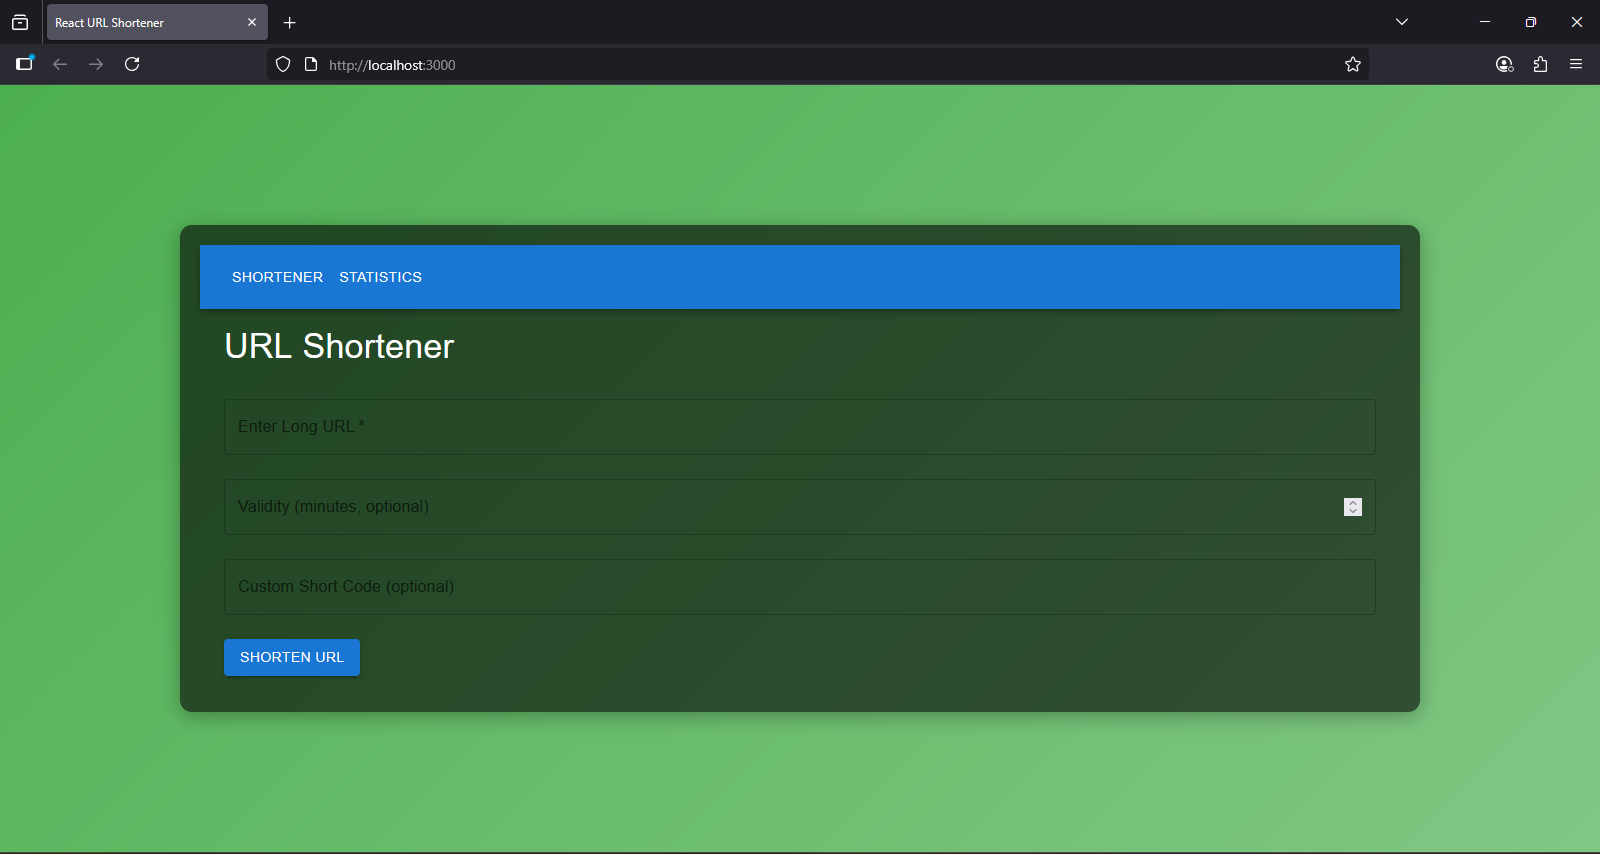 React URL Shortener
http://localhost:3000
SHORTENER STATISTICS
URL Shortener
Enter Long URL *
Validity (minutes, optional)
Custom Short Code (optional)
SHORTEN URL